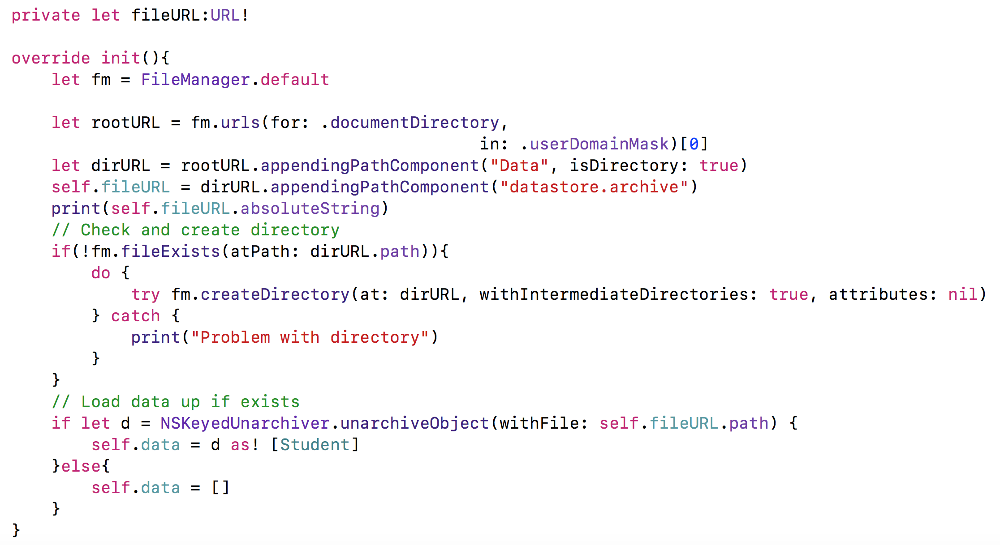 private let fileURL:URL!
override init(){
let fm = FileManager.default
let rootURL = fm.urls(for: .documentDirectory,
in: .userDomainMask)[0]
let dirURL = rootURL.appendingPathComponent("Data", isDirectory: true)
self.fileURL = dirURL.appendingPathComponent("datastore.archive")
print(self.fileURL.absoluteString)
// Check and create directory
if(!fm.fileExists(atPath: dirURL.path)){
do {
try fm.createDirectory(at: dirURL, withIntermediateDirectories: true, attributes: nil)
} catch {
print("Problem with directory")
}
}
// Load data up if exists
if let d = NSKeyedUnarchiver.unarchiveObject(withFile: self.fileURL.path) {
self.data = d as! [Student]
}else{
self.data = []
}
}